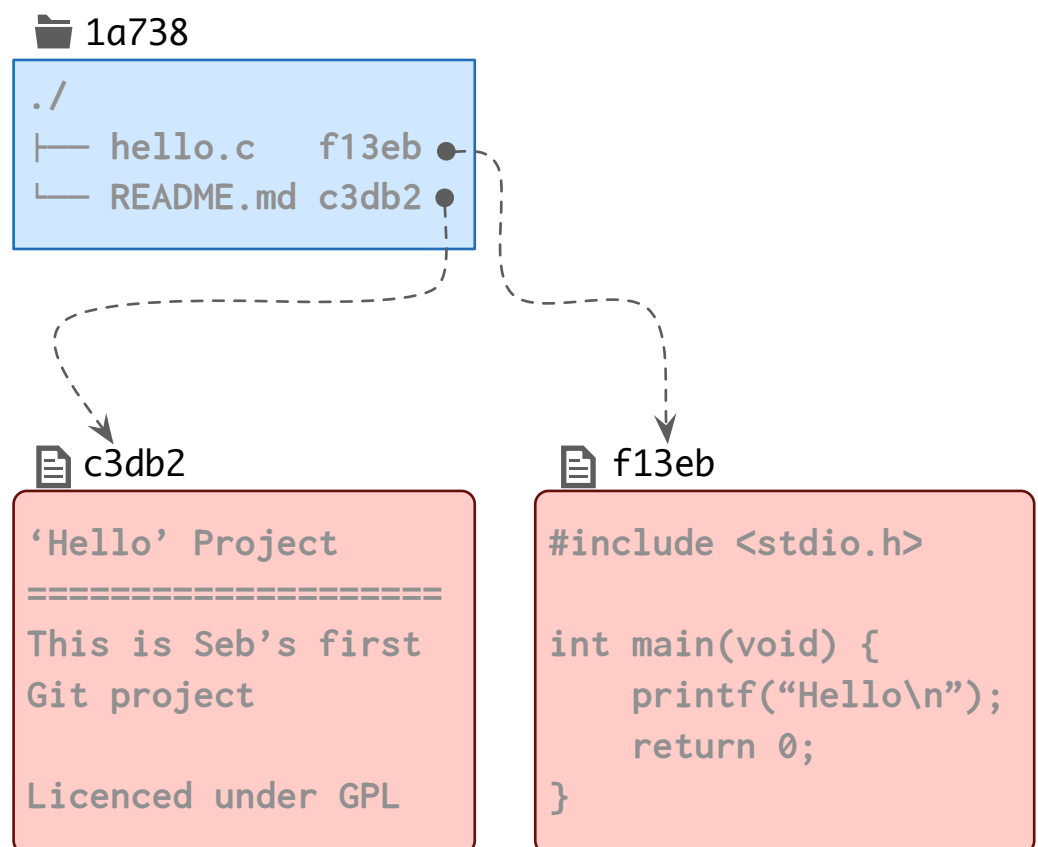 1a738
./
├── hello.c   f13eb
└── README.md c3db2
c3db2
‘Hello’ Project
====================
This is Seb’s first
Git project
Licenced under GPL
f13eb
#include <stdio.h>
int main(void) {
    printf(“Hello\n”);
    return 0;
}